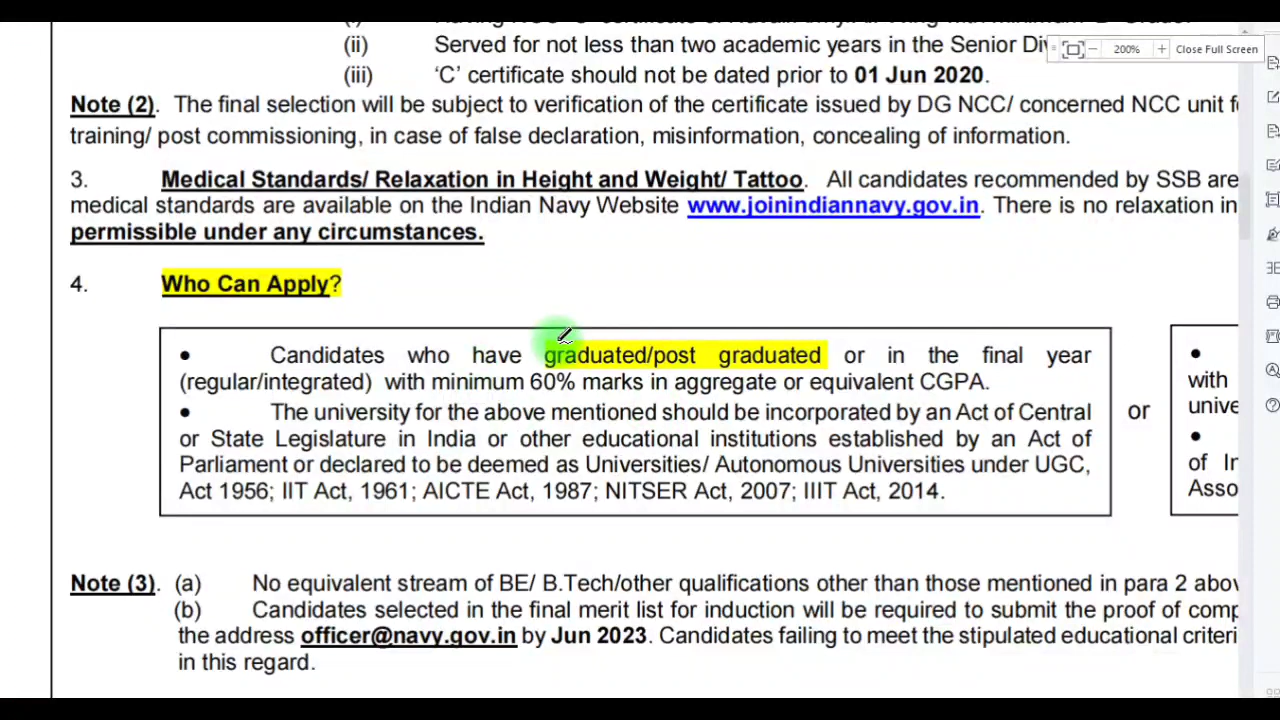 (ii) Served for not less than two academic years in the Senior
200%
Close Full Screen
(iii) ‘C’ certificate should not be dated prior to 01 Jun 2020.
Note (2). The final selection will be subject to verification of the certificate issued by DG NCC/ concerned NCC unit
training/ post commissioning, in case of false declaration, misinformation, concealing of information.
3. Medical Standards/ Relaxation in Height and Weight/ Tattoo. All candidates recommended by SSB are
medical standards are available on the Indian Navy Website www.joinindiannavy.gov.in. There is no relaxation in
permissible under any circumstances.
4. Who Can Apply?
• Candidates who have graduated/post graduated or in the final year
(regular/integrated) with minimum 60% marks in aggregate or equivalent CGPA.
• The university for the above mentioned should be incorporated by an Act of Central
or State Legislature in India or other educational institutions established by an Act of
Parliament or declared to be deemed as Universities/ Autonomous Universities under UGC,
Act 1956; IIT Act, 1961; AICTE Act, 1987; NITSER Act, 2007; IIIT Act, 2014.
or
•
with
unive
•
of In
Asso
Note (3). (a) No equivalent stream of BE/ B.Tech/other qualifications other than those mentioned in para 2
(b) Candidates selected in the final merit list for induction will be required to submit the proof of comp
the address officer@navy.gov.in by Jun 2023. Candidates failing to meet the stipulated educational criteri
in this regard.